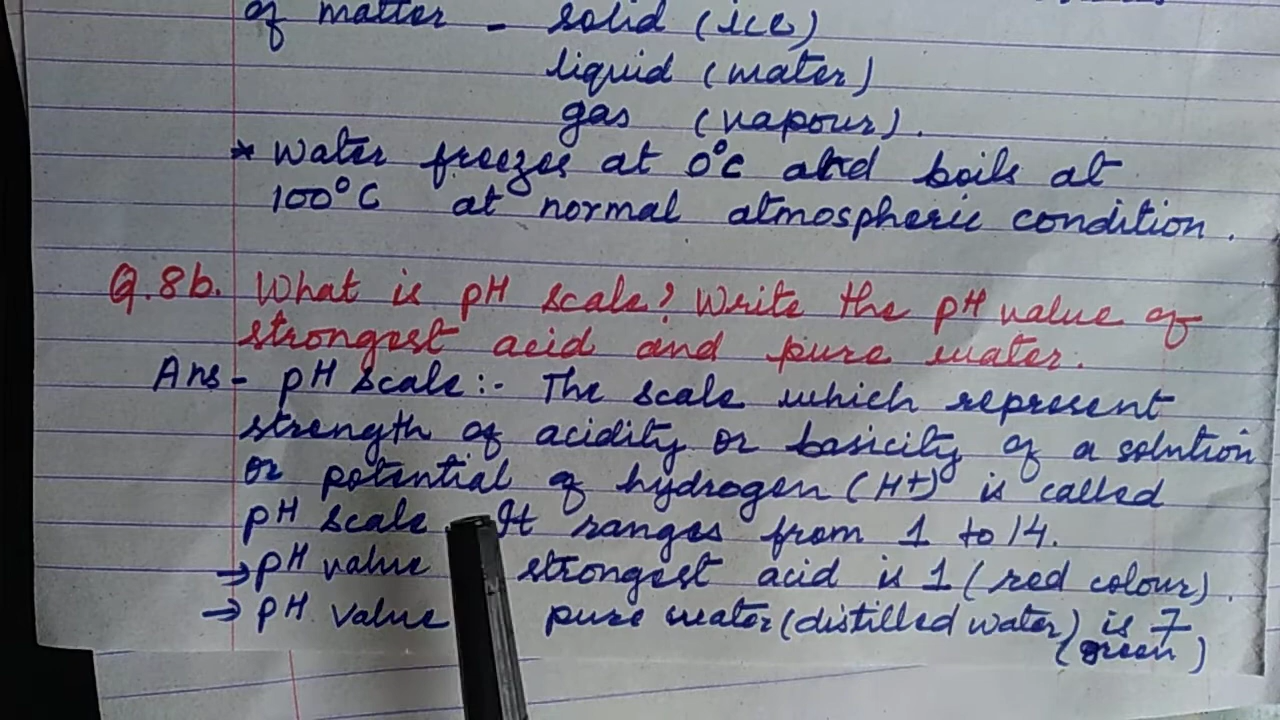 of matter - solid (ice)
liquid (water)
gas (vapour).
* Water freezes at 0°C and boils at
100°C at normal atmospheric condition.
Q.8b. What is pH scale? Write the pH value of
strongest acid and pure water.
Ans - pH scale:- The scale which represent
strength of acidity or basicity of a solution
or potential of hydrogen (H+) is called
pH scale. It ranges from 1 to 14.
→ pH value strongest acid is 1 (red colour).
→ pH value pure water (distilled water) is 7
(green)